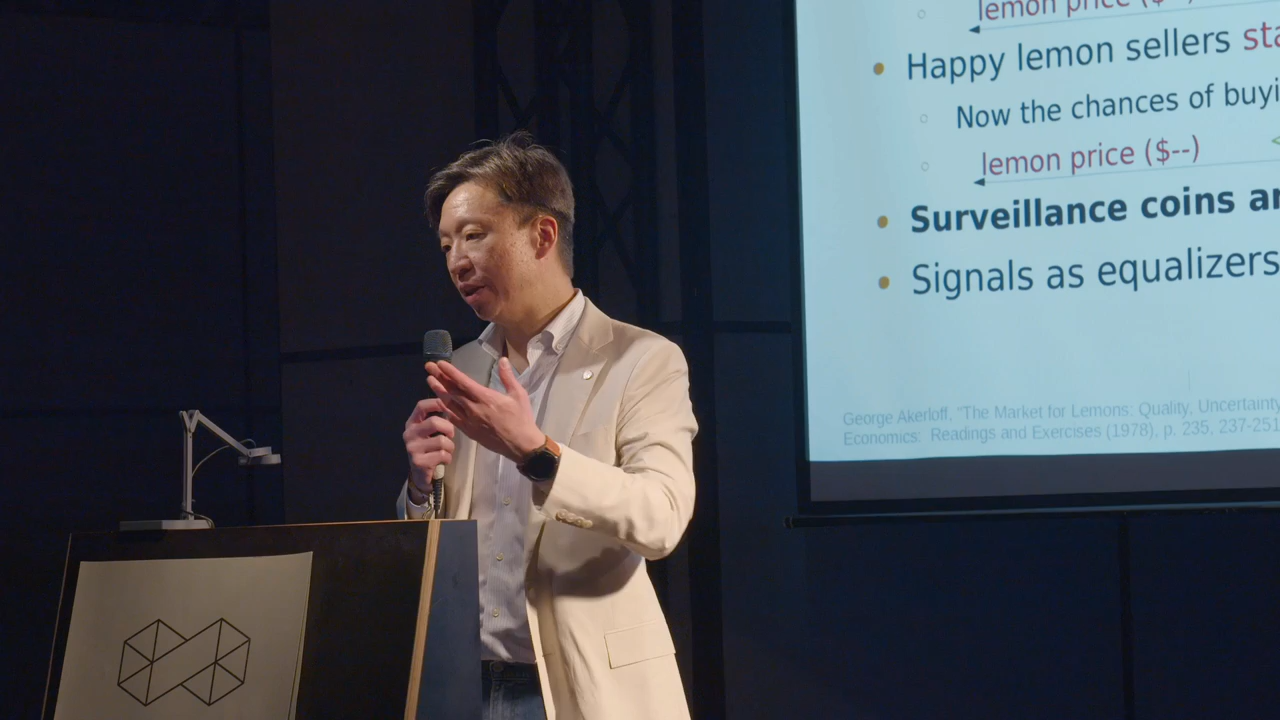 lemon price ($-
Happy lemon sellers sta
Now the chances of buyi
lemon price ($--)
Surveillance coins ar
Signals as equalizers
George Akerloff, "The Market for Lemons: Quality, Uncertainty
Economics: Readings and Exercises (1978), p. 235, 237-251